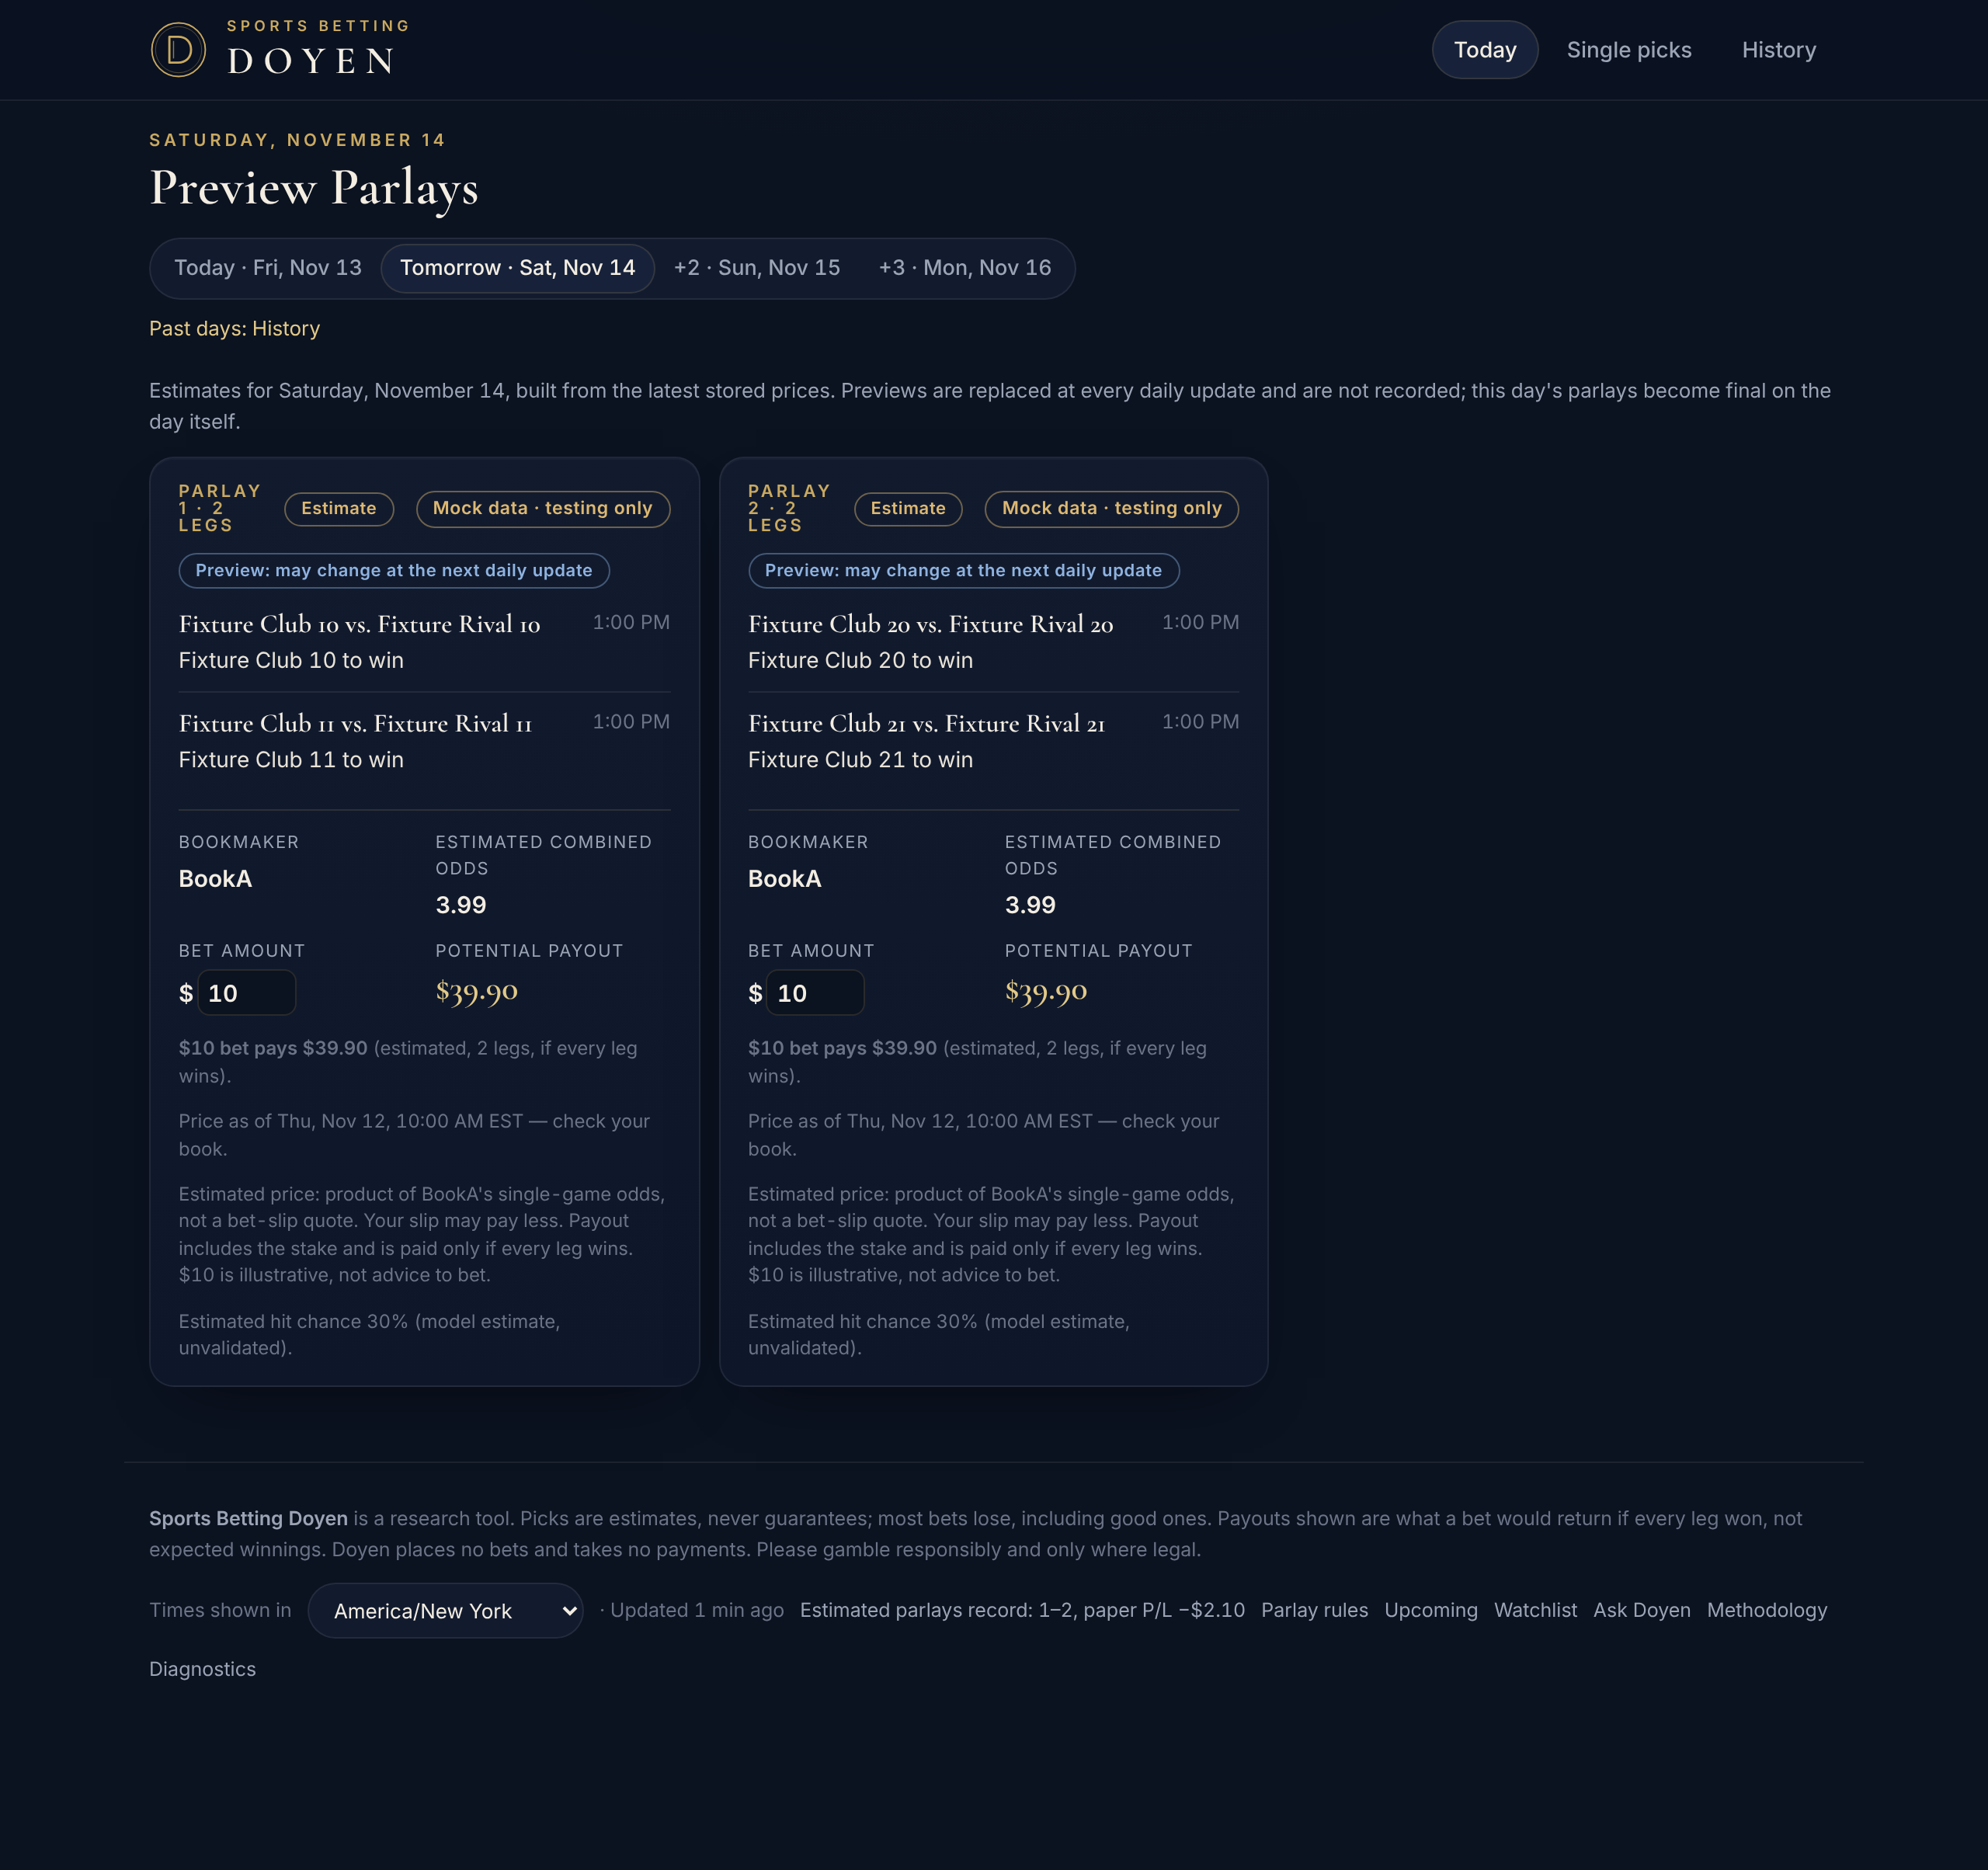 SPORTS BETTING
DOYEN
Today
Single picks
History
SATURDAY, NOVEMBER 14
Preview Parlays
Today · Fri, Nov 13
Tomorrow · Sat, Nov 14
+2 · Sun, Nov 15
+3 · Mon, Nov 16
Past days: History
Estimates for Saturday, November 14, built from the latest stored prices. Previews are replaced at every daily update and are not recorded; this day's parlays become final on the
day itself.
PARLAY
1 · 2
LEGS
Estimate
Mock data · testing only
Preview: may change at the next daily update
Fixture Club 10 vs. Fixture Rival 10
1:00 PM
Fixture Club 10 to win
Fixture Club 11 vs. Fixture Rival 11
1:00 PM
Fixture Club 11 to win
BOOKMAKER
BookA
ESTIMATED COMBINED
ODDS
3.99
BET AMOUNT
$ 10
POTENTIAL PAYOUT
$39.90
$10 bet pays $39.90 (estimated, 2 legs, if every leg
wins).
Price as of Thu, Nov 12, 10:00 AM EST — check your
book.
Estimated price: product of BookA's single-game odds,
not a bet-slip quote. Your slip may pay less. Payout
includes the stake and is paid only if every leg wins.
$10 is illustrative, not advice to bet.
Estimated hit chance 30% (model estimate,
unvalidated).
PARLAY
2 · 2
LEGS
Estimate
Mock data · testing only
Preview: may change at the next daily update
Fixture Club 20 vs. Fixture Rival 20
1:00 PM
Fixture Club 20 to win
Fixture Club 21 vs. Fixture Rival 21
1:00 PM
Fixture Club 21 to win
BOOKMAKER
BookA
ESTIMATED COMBINED
ODDS
3.99
BET AMOUNT
$ 10
POTENTIAL PAYOUT
$39.90
$10 bet pays $39.90 (estimated, 2 legs, if every leg
wins).
Price as of Thu, Nov 12, 10:00 AM EST — check your
book.
Estimated price: product of BookA's single-game odds,
not a bet-slip quote. Your slip may pay less. Payout
includes the stake and is paid only if every leg wins.
$10 is illustrative, not advice to bet.
Estimated hit chance 30% (model estimate,
unvalidated).
Sports Betting Doyen is a research tool. Picks are estimates, never guarantees; most bets lose, including good ones. Payouts shown are what a bet would return if every leg won, not
expected winnings. Doyen places no bets and takes no payments. Please gamble responsibly and only where legal.
Times shown in America/New York · Updated 1 min ago Estimated parlays record: 1–2, paper P/L −$2.10 Parlay rules Upcoming Watchlist Ask Doyen Methodology
Diagnostics